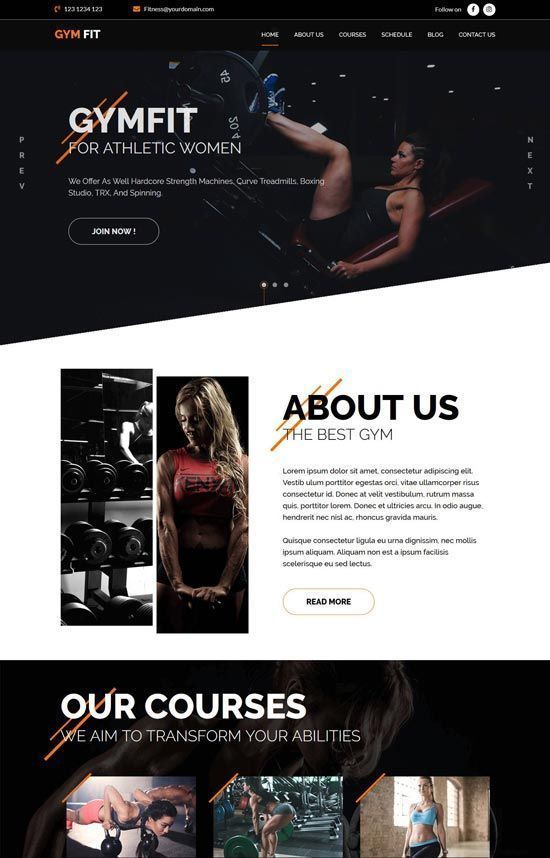 123 1234 123
Fitness@yourdomain.com
Follow on
GYM FIT
HOME ABOUT US COURSES SCHEDULE BLOG CONTACT US
GYMFIT
FOR ATHLETIC WOMEN
PREV
NEXT
We Offer As Well Hardcore Strength Machines, Curve Treadmills, Boxing
Studio, TRX, And Spinning.
JOIN NOW !
45
ABOUT US
THE BEST GYM
Lorem ipsum dolor sit amet, consectetur adipiscing elit.
Vestib ulum porttitor egestas orci, vitae ullamcorper risus
consectetur id. Donec at velit vestibulum, rutrum massa
quis, porttitor lorem. Donec et ultricies arcu. In odio augue,
hendrerit nec nisl ac, rhoncus gravida mauris.
Quisque consectetur ligula eu urna dignissim, nec mollis
ipsum aliquam. Aliquam non est a ipsum facilisis
scelerisque eu sed lectus.
READ MORE
OUR COURSES
WE AIM TO TRANSFORM YOUR ABILITIES